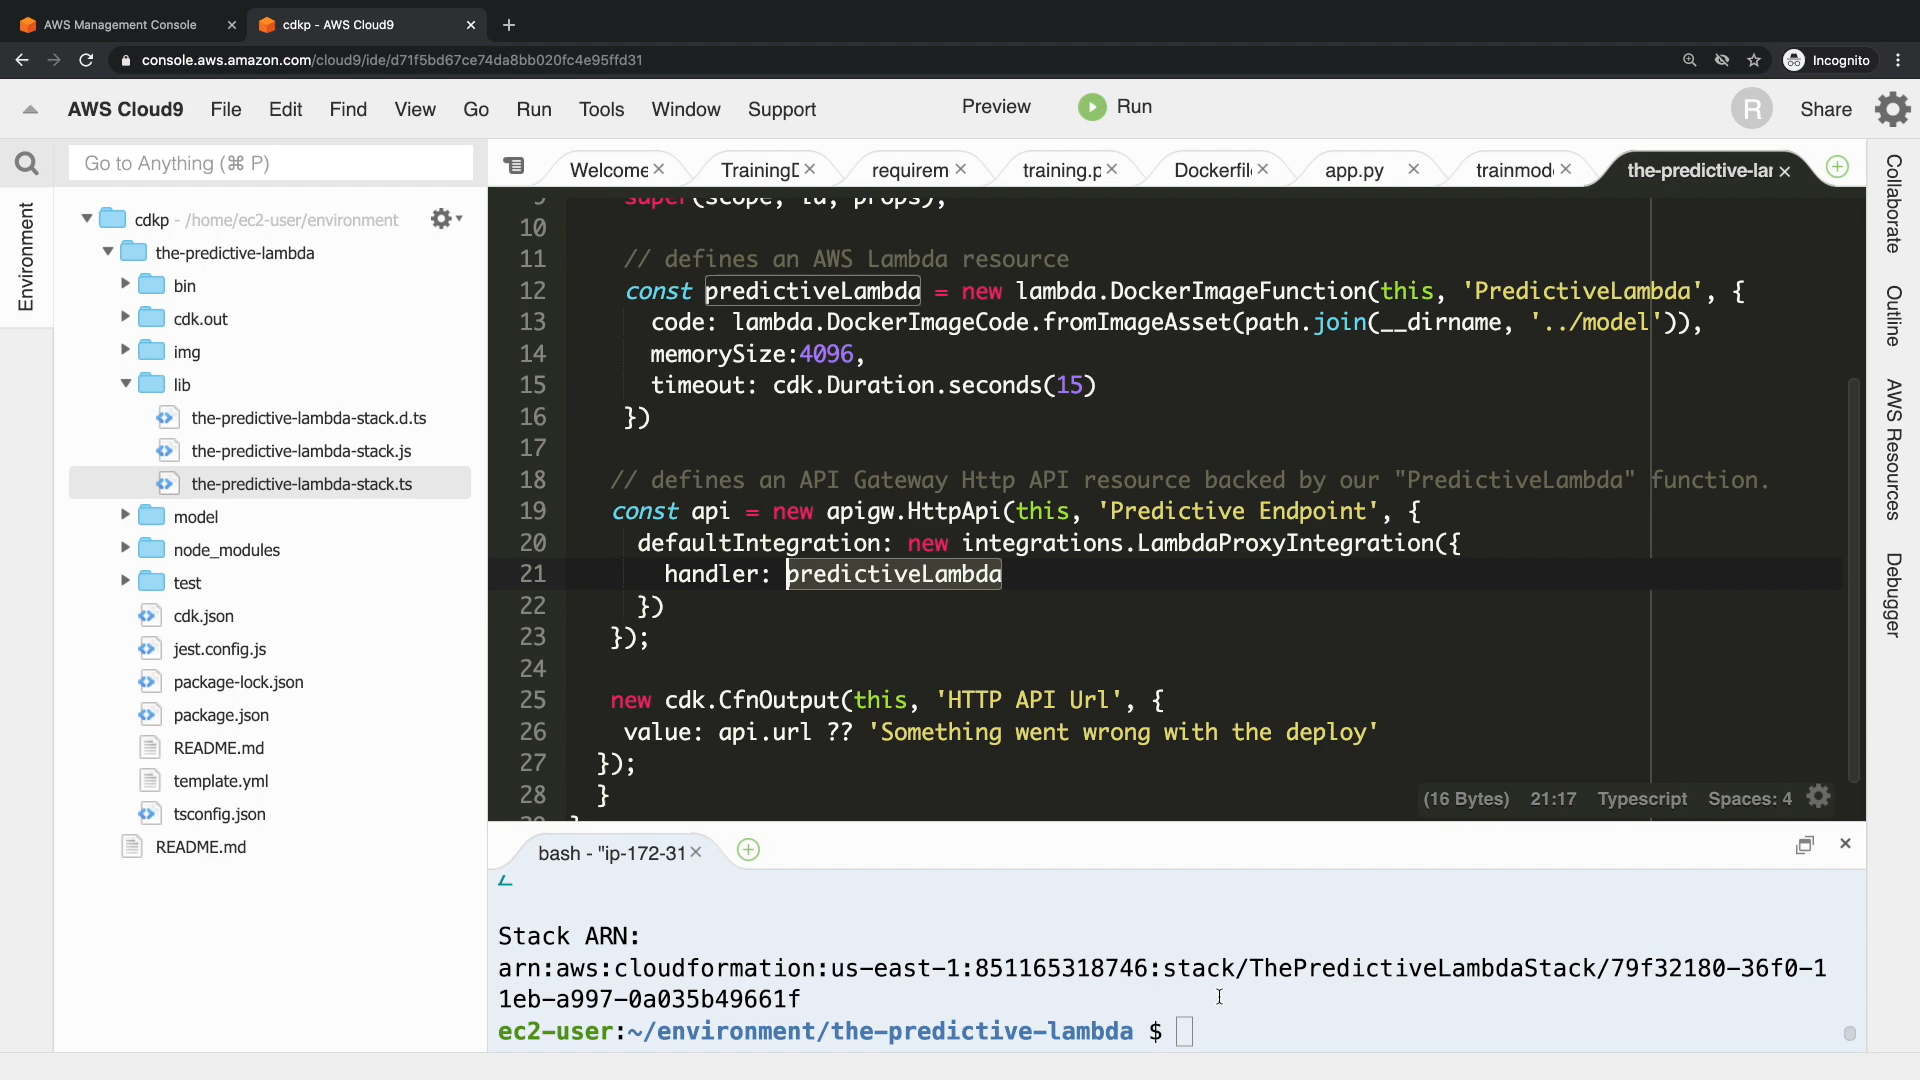 AWS Management Console
cdkp - AWS Cloud9
console.aws.amazon.com/cloud9/ide/d71f5bd67ce74da8bb020fc4e95ffd31
Incognito
AWS Cloud9 File Edit Find View Go Run Tools Window Support Preview Run R Share
Go to Anything (⌘ P)
Welcome TrainingD requirem training.p Dockerfil app.py trainmod the-predictive-lar
Environment
cdkp - /home/ec2-user/environment
the-predictive-lambda
bin
cdk.out
img
lib
the-predictive-lambda-stack.d.ts
the-predictive-lambda-stack.js
the-predictive-lambda-stack.ts
model
node_modules
test
cdk.json
jest.config.js
package-lock.json
package.json
README.md
template.yml
tsconfig.json
README.md
9 super(scope, id, props);
10
11 // defines an AWS Lambda resource
12 const predictiveLambda = new lambda.DockerImageFunction(this, 'PredictiveLambda', {
13 code: lambda.DockerImageCode.fromImageAsset(path.join(__dirname, '../model')),
14 memorySize:4096,
15 timeout: cdk.Duration.seconds(15)
16 })
17
18 // defines an API Gateway Http API resource backed by our "PredictiveLambda" function.
19 const api = new apigw.HttpApi(this, 'Predictive Endpoint', {
20 defaultIntegration: new integrations.LambdaProxyIntegration({
21 handler: predictiveLambda
22 })
23 });
24
25 new cdk.CfnOutput(this, 'HTTP API Url', {
26 value: api.url ?? 'Something went wrong with the deploy'
27 });
28 }
(16 Bytes) 21:17 Typescript Spaces: 4
Collaborate
Outline
AWS Resources
Debugger
bash - "ip-172-31
Stack ARN:
arn:aws:cloudformation:us-east-1:851165318746:stack/ThePredictiveLambdaStack/79f32180-36f0-1
1eb-a997-0a035b49661f
ec2-user:~/environment/the-predictive-lambda $